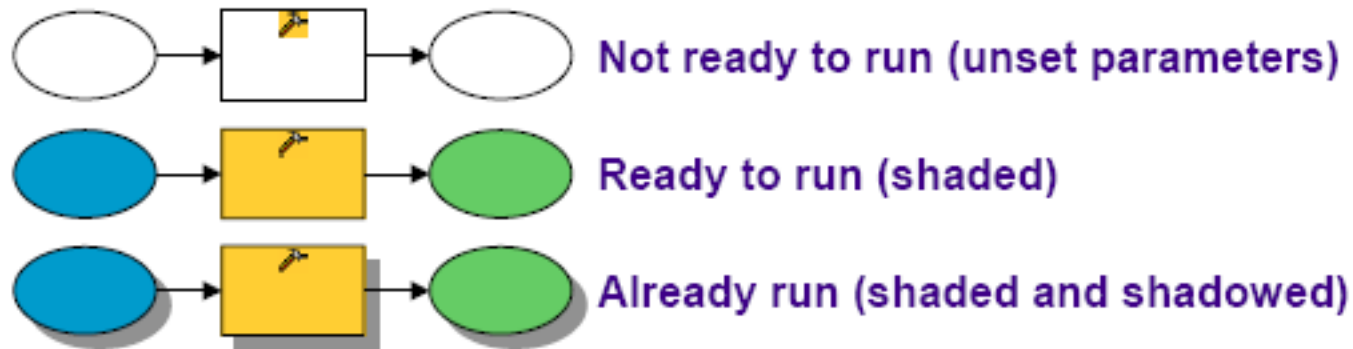 Not ready to run (unset parameters)
Ready to run (shaded)
Already run (shaded and shadowed)